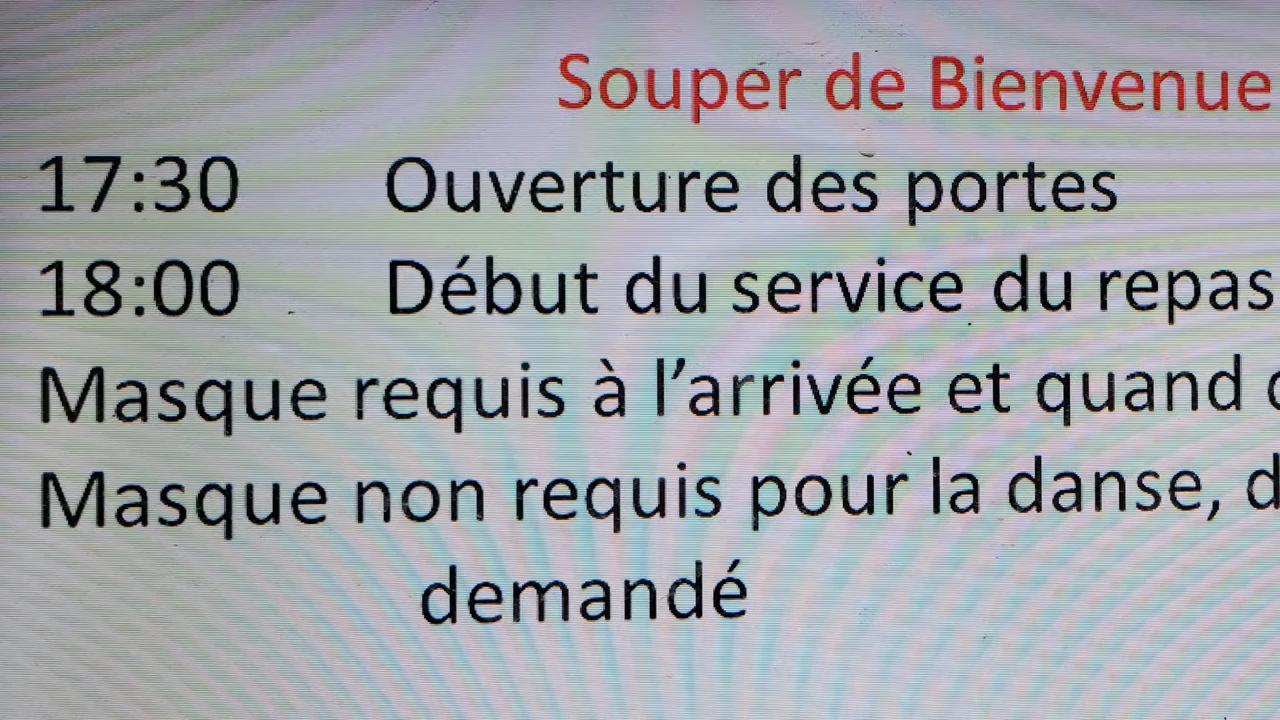 Souper de Bienvenue
17:30 Ouverture des portes
18:00 Début du service du repas
Masque requis à l'arrivée et quand
Masque non requis pour la danse,
demandé